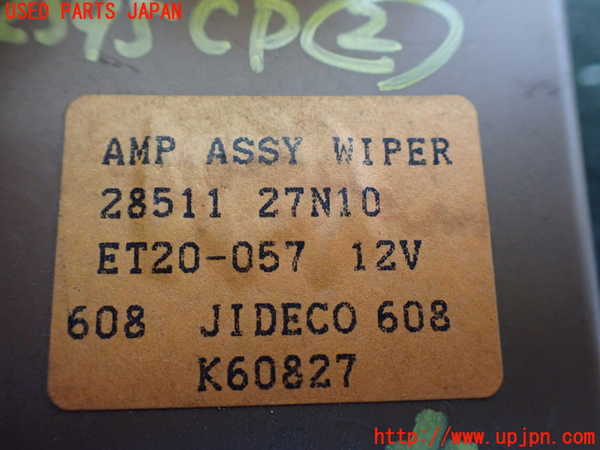 USED PARTS JAPAN
CP②
AMP ASSY WIPER
28511 27N10
ET20-057 12V
608 JIDECO 608
K60827
http://www.upjpn.com/